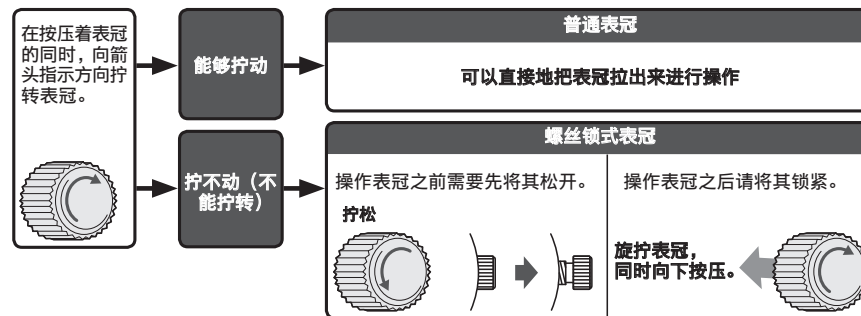 在按压着表冠
的同时，向箭
头指示方向拧
转表冠。
能够拧动
普通表冠
可以直接地把表冠拉出来进行操作
拧不动（不
能拧转）
螺丝锁式表冠
操作表冠之前需要先将其松开。
拧松
操作表冠之后请将其锁紧。
旋拧表冠，
同时向下按压。